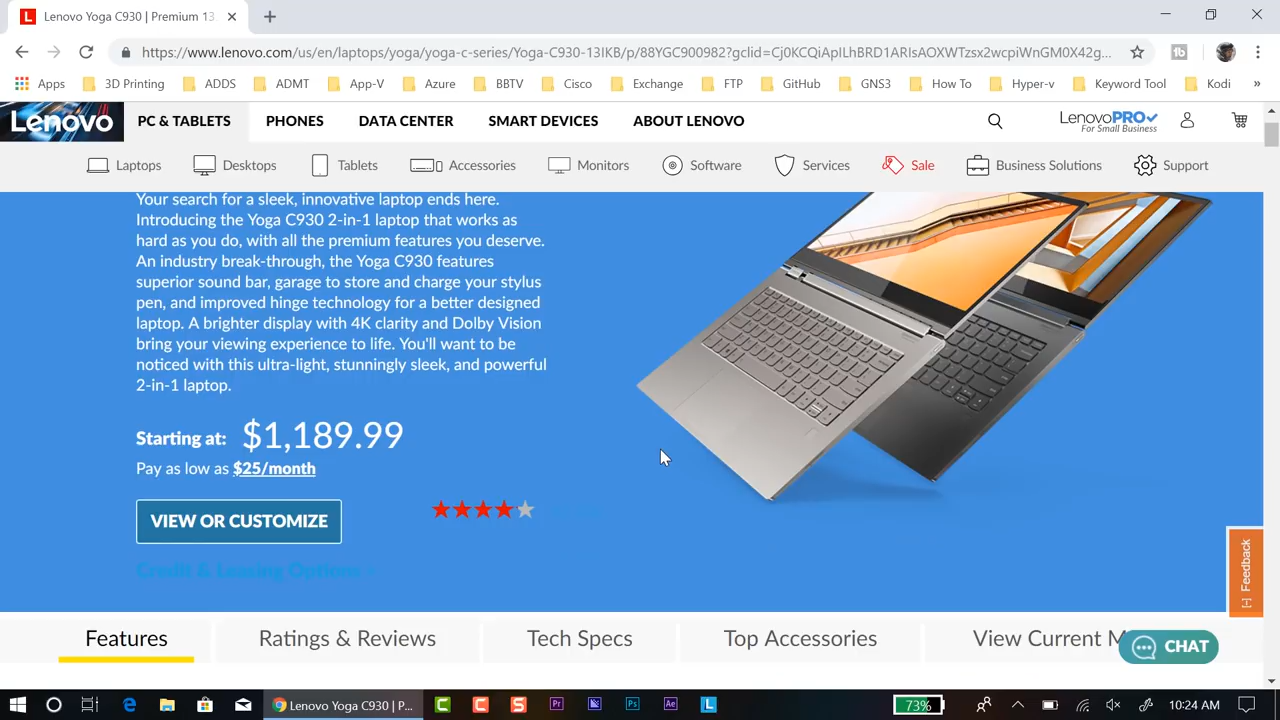 Lenovo Yoga C930 | Premium 13.
https://www.lenovo.com/us/en/laptops/yoga/yoga-c-series/Yoga-C930-13IKB/p/88YGC900982?gclid=Cj0KCQiApILhBRD1ARIsAOXWTzsx2wcpiWnGM0X42g...
Apps 3D Printing ADDS ADMT App-V Azure BBTV Cisco Exchange FTP GitHub GNS3 How To Hyper-v Keyword Tool Kodi »
Lenovo PC & TABLETS PHONES DATA CENTER SMART DEVICES ABOUT LENOVO LenovoPRO
For Small Business
Laptops Desktops Tablets Accessories Monitors Software Services Sale Business Solutions Support
Your search for a sleek, innovative laptop ends here.
Introducing the Yoga C930 2-in-1 laptop that works as
hard as you do, with all the premium features you deserve.
An industry break-through, the Yoga C930 features
superior sound bar, garage to store and charge your stylus
pen, and improved hinge technology for a better designed
laptop. A brighter display with 4K clarity and Dolby Vision
bring your viewing experience to life. You'll want to be
noticed with this ultra-light, stunningly sleek, and powerful
2-in-1 laptop.
Starting at: $1,189.99
Pay as low as $25/month
VIEW OR CUSTOMIZE
Credit & Leasing Options
[-] Feedback
Features Ratings & Reviews Tech Specs Top Accessories View Current M
CHAT
Lenovo Yoga C930 | P... 73% 10:24 AM